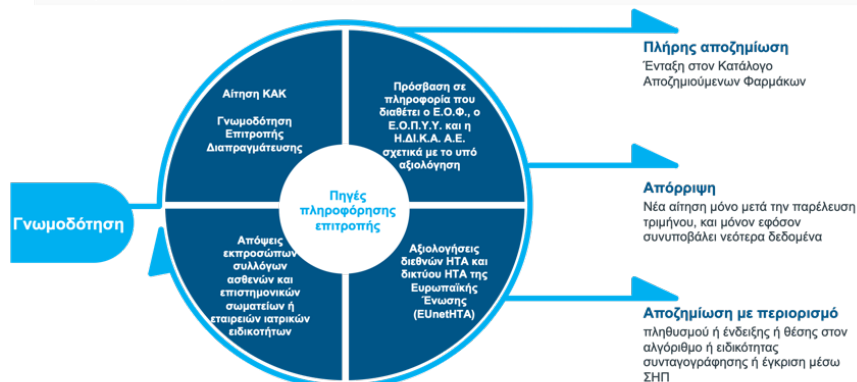 Γνωμοδότηση
Αίτηση ΚΑΚ
Γνωμοδότηση
Επιτροπής
Διαπραγμάτευσης
Πρόσβαση σε
πληροφορία που
διαθέτει ο Ε.Ο.Φ., ο
Ε.Ο.Π.Υ.Υ. και η
Η.ΔΙ.Κ.Α. Α.Ε.
σχετικά με το υπό
αξιολόγηση
Πηγές
πληροφόρησης
επιτροπής
Απόψεις
εκπροσώπων
συλλόγων
ασθενών και
επιστημονικών
σωματείων ή
εταιρειών ιατρικών
ειδικοτήτων
Αξιολογήσεις
διεθνών ΗΤΑ και
δικτύου ΗΤΑ της
Ευρωπαϊκής
Ένωσης
(EUnetHTA)
Πλήρης αποζημίωση
Ένταξη στον Κατάλογο
Αποζημιούμενων Φαρμάκων
Απόρριψη
Νέα αίτηση μόνο μετά την παρέλευση
τριμήνου, και μόνον εφόσον
συνυποβάλει νεότερα δεδομένα
Αποζημίωση με περιορισμό
πληθυσμού ή ένδειξης ή θέσης στον
αλγόριθμο ή ειδικότητας
συνταγογράφησης ή έγκριση μέσω
ΣΗΠ